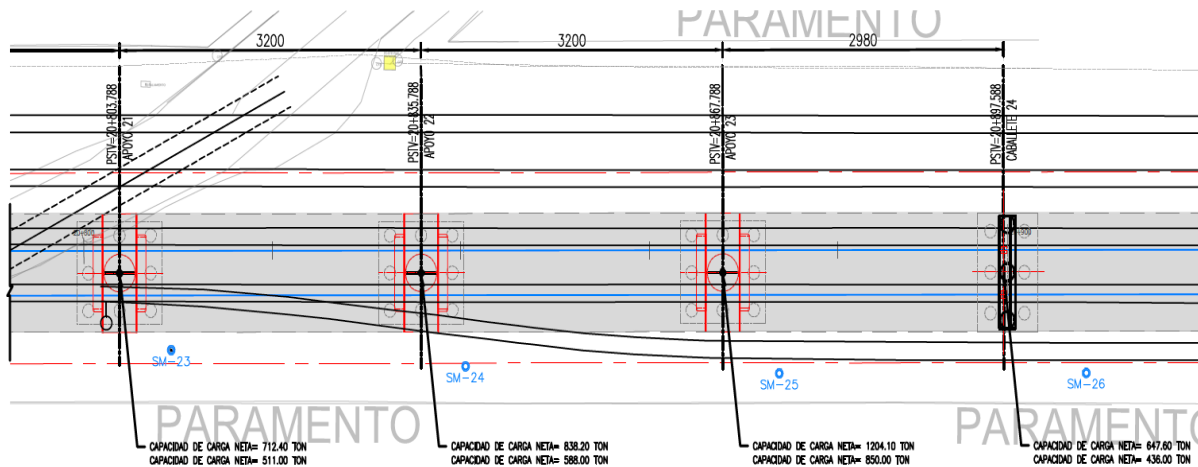 PARAMENTO
3200
3200
2980
PSTV=20+803.788
APOYO 21
PSTV=20+835.788
APOYO 22
PSTV=20+867.788
APOYO 23
PSTV=20+897.588
CABALLETE 24
SM-23
SM-24
SM-25
SM-26
PARAMENTO
PARAMENTO
CAPACIDAD DE CARGA NETA= 712.40 TON
CAPACIDAD DE CARGA NETA= 511.00 TON
CAPACIDAD DE CARGA NETA= 838.20 TON
CAPACIDAD DE CARGA NETA= 588.00 TON
CAPACIDAD DE CARGA NETA= 1204.10 TON
CAPACIDAD DE CARGA NETA= 850.00 TON
CAPACIDAD DE CARGA NETA= 647.60 TON
CAPACIDAD DE CARGA NETA= 436.00 TON